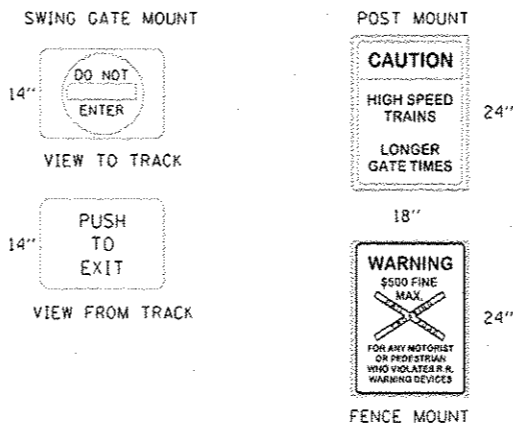 SWING GATE MOUNT
14"
DO NOT
ENTER
VIEW TO TRACK
14"
PUSH
TO
EXIT
VIEW FROM TRACK
POST MOUNT
CAUTION
HIGH SPEED
TRAINS
LONGER
GATE TIMES
24"
18"
WARNING
$500 FINE
MAX.
FOR ANY MOTORIST
OR PEDESTRIAN
WHO VIOLATES R.R.
WARNING DEVICES
24"
FENCE MOUNT